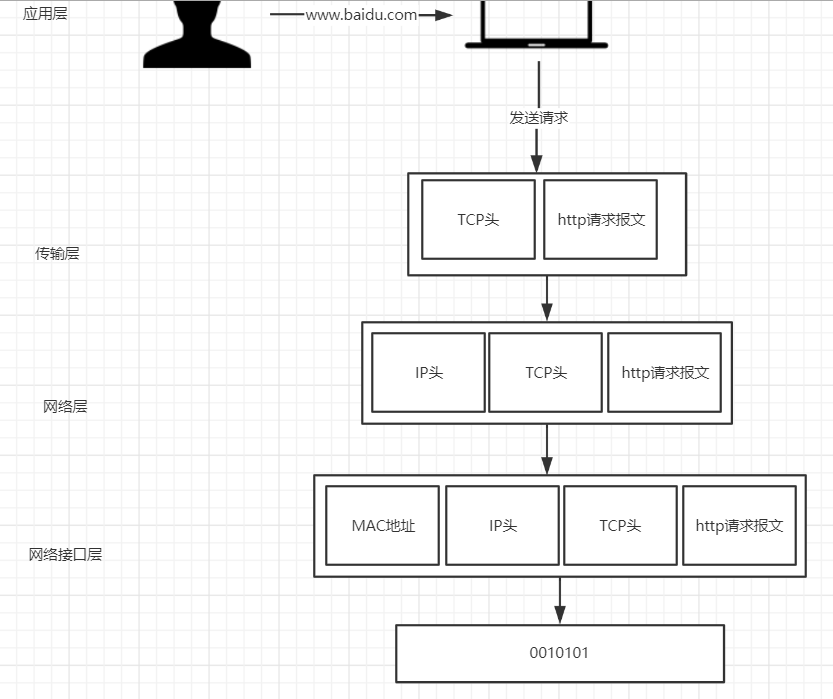 应用层
www.baidu.com
发送请求
TCP头
http请求报文
传输层
IP头
TCP头
http请求报文
网络层
MAC地址
IP头
TCP头
http请求报文
网络接口层
0010101